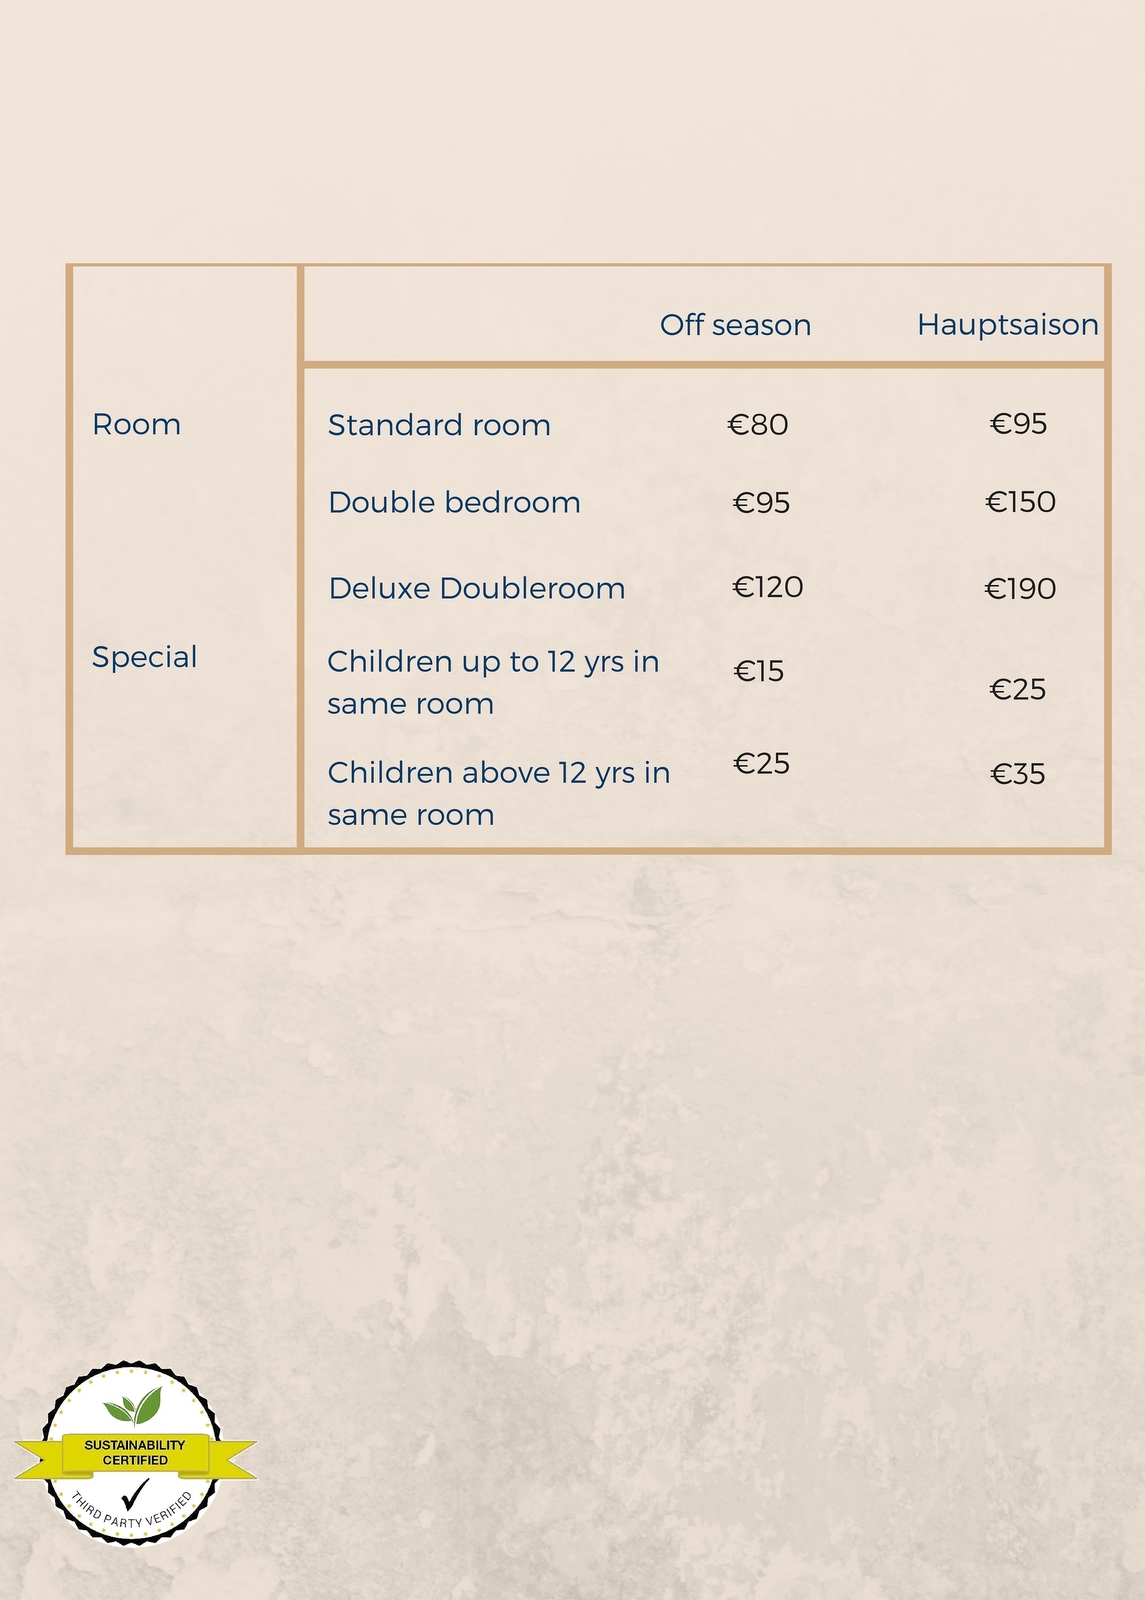 Off season Hauptsaison
Room Standard room €80 €95
Double bedroom €95 €150
Deluxe Doubleroom €120 €190
Special
Children up to 12 yrs in €15
same room €25
Children above 12 yrs in €25 €35
same room
SUSTAINABILITY
CERTIFIED
THIRD PARTY VERIFIED